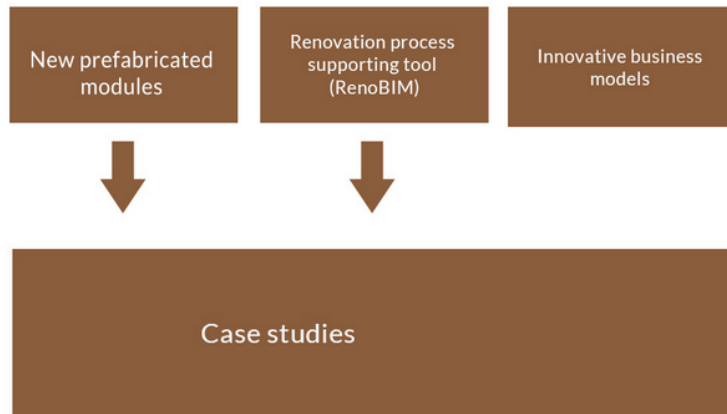 New prefabricated
modules
Renovation process
supporting tool
(RenoBIM)
Innovative business
models
Case studies